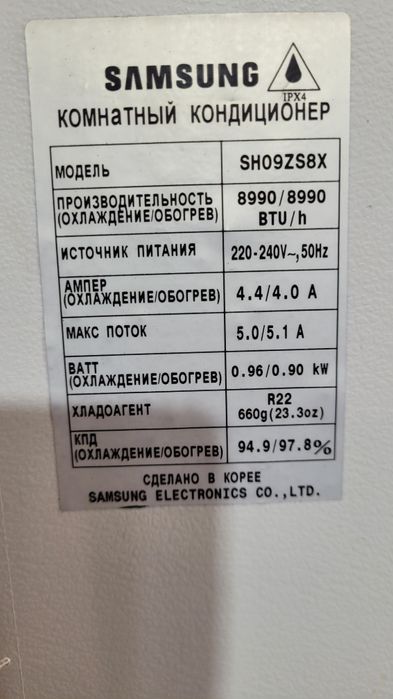 SAMSUNG
IPX4
КОМНАТНЫЙ КОНДИЦИОНЕР
МОДЕЛЬ SH09ZS8X
ПРОИЗВОДИТЕЛЬНОСТЬ (ОХЛАЖДЕНИЕ/ОБОГРЕВ) 8990/8990 BTU/h
ИСТОЧНИК ПИТАНИЯ 220-240V~,50Hz
АМПЕР (ОХЛАЖДЕНИЕ/ОБОГРЕВ) 4.4/4.0 A
МАКС ПОТОК 5.0/5.1 A
ВАТТ (ОХЛАЖДЕНИЕ/ОБОГРЕВ) 0.96/0.90 kW
ХЛАДОАГЕНТ R22 660g(23.3oz)
КПД (ОХЛАЖДЕНИЕ/ОБОГРЕВ) 94.9/97.8%
СДЕЛАНО В КОРЕЕ
SAMSUNG ELECTRONICS CO.,LTD.